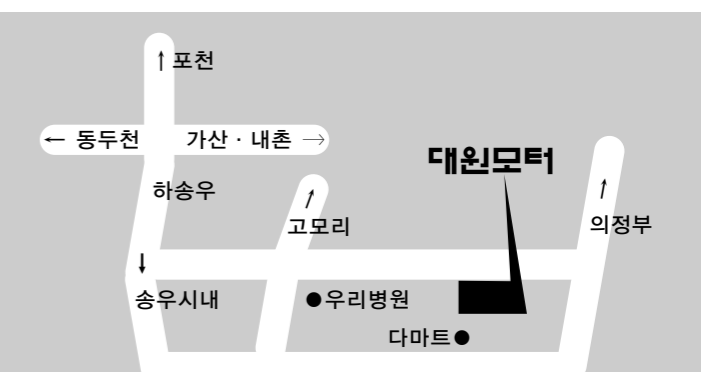 ↑ 포천
← 동두천 가산 · 내촌 →
대원모터
하송우
↑
고모리
↑
의정부
↓
송우시내
●우리병원
다마트●